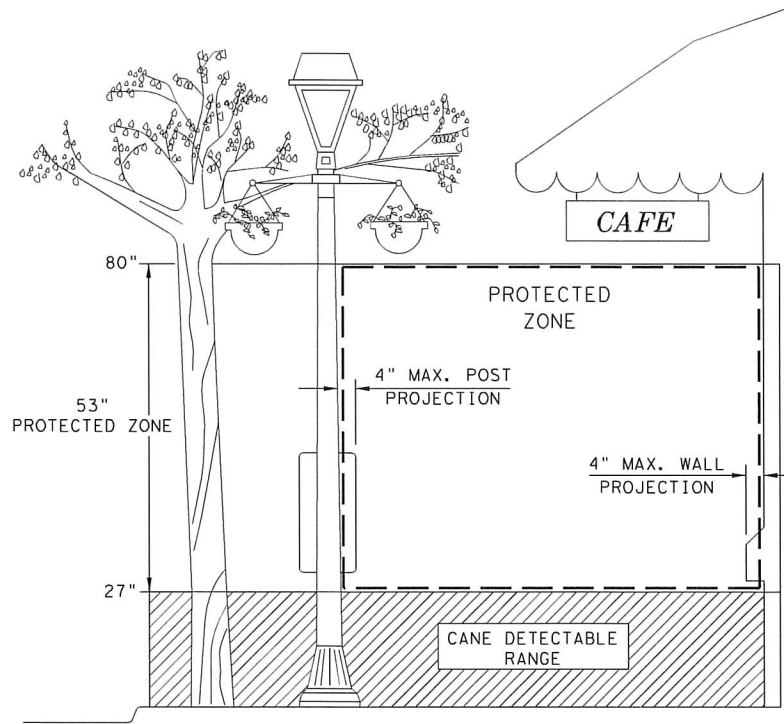 CAFE
80"
PROTECTED
ZONE
4" MAX. POST
PROJECTION
53"
PROTECTED ZONE
4" MAX. WALL
PROJECTION
27"
CANE DETECTABLE
RANGE